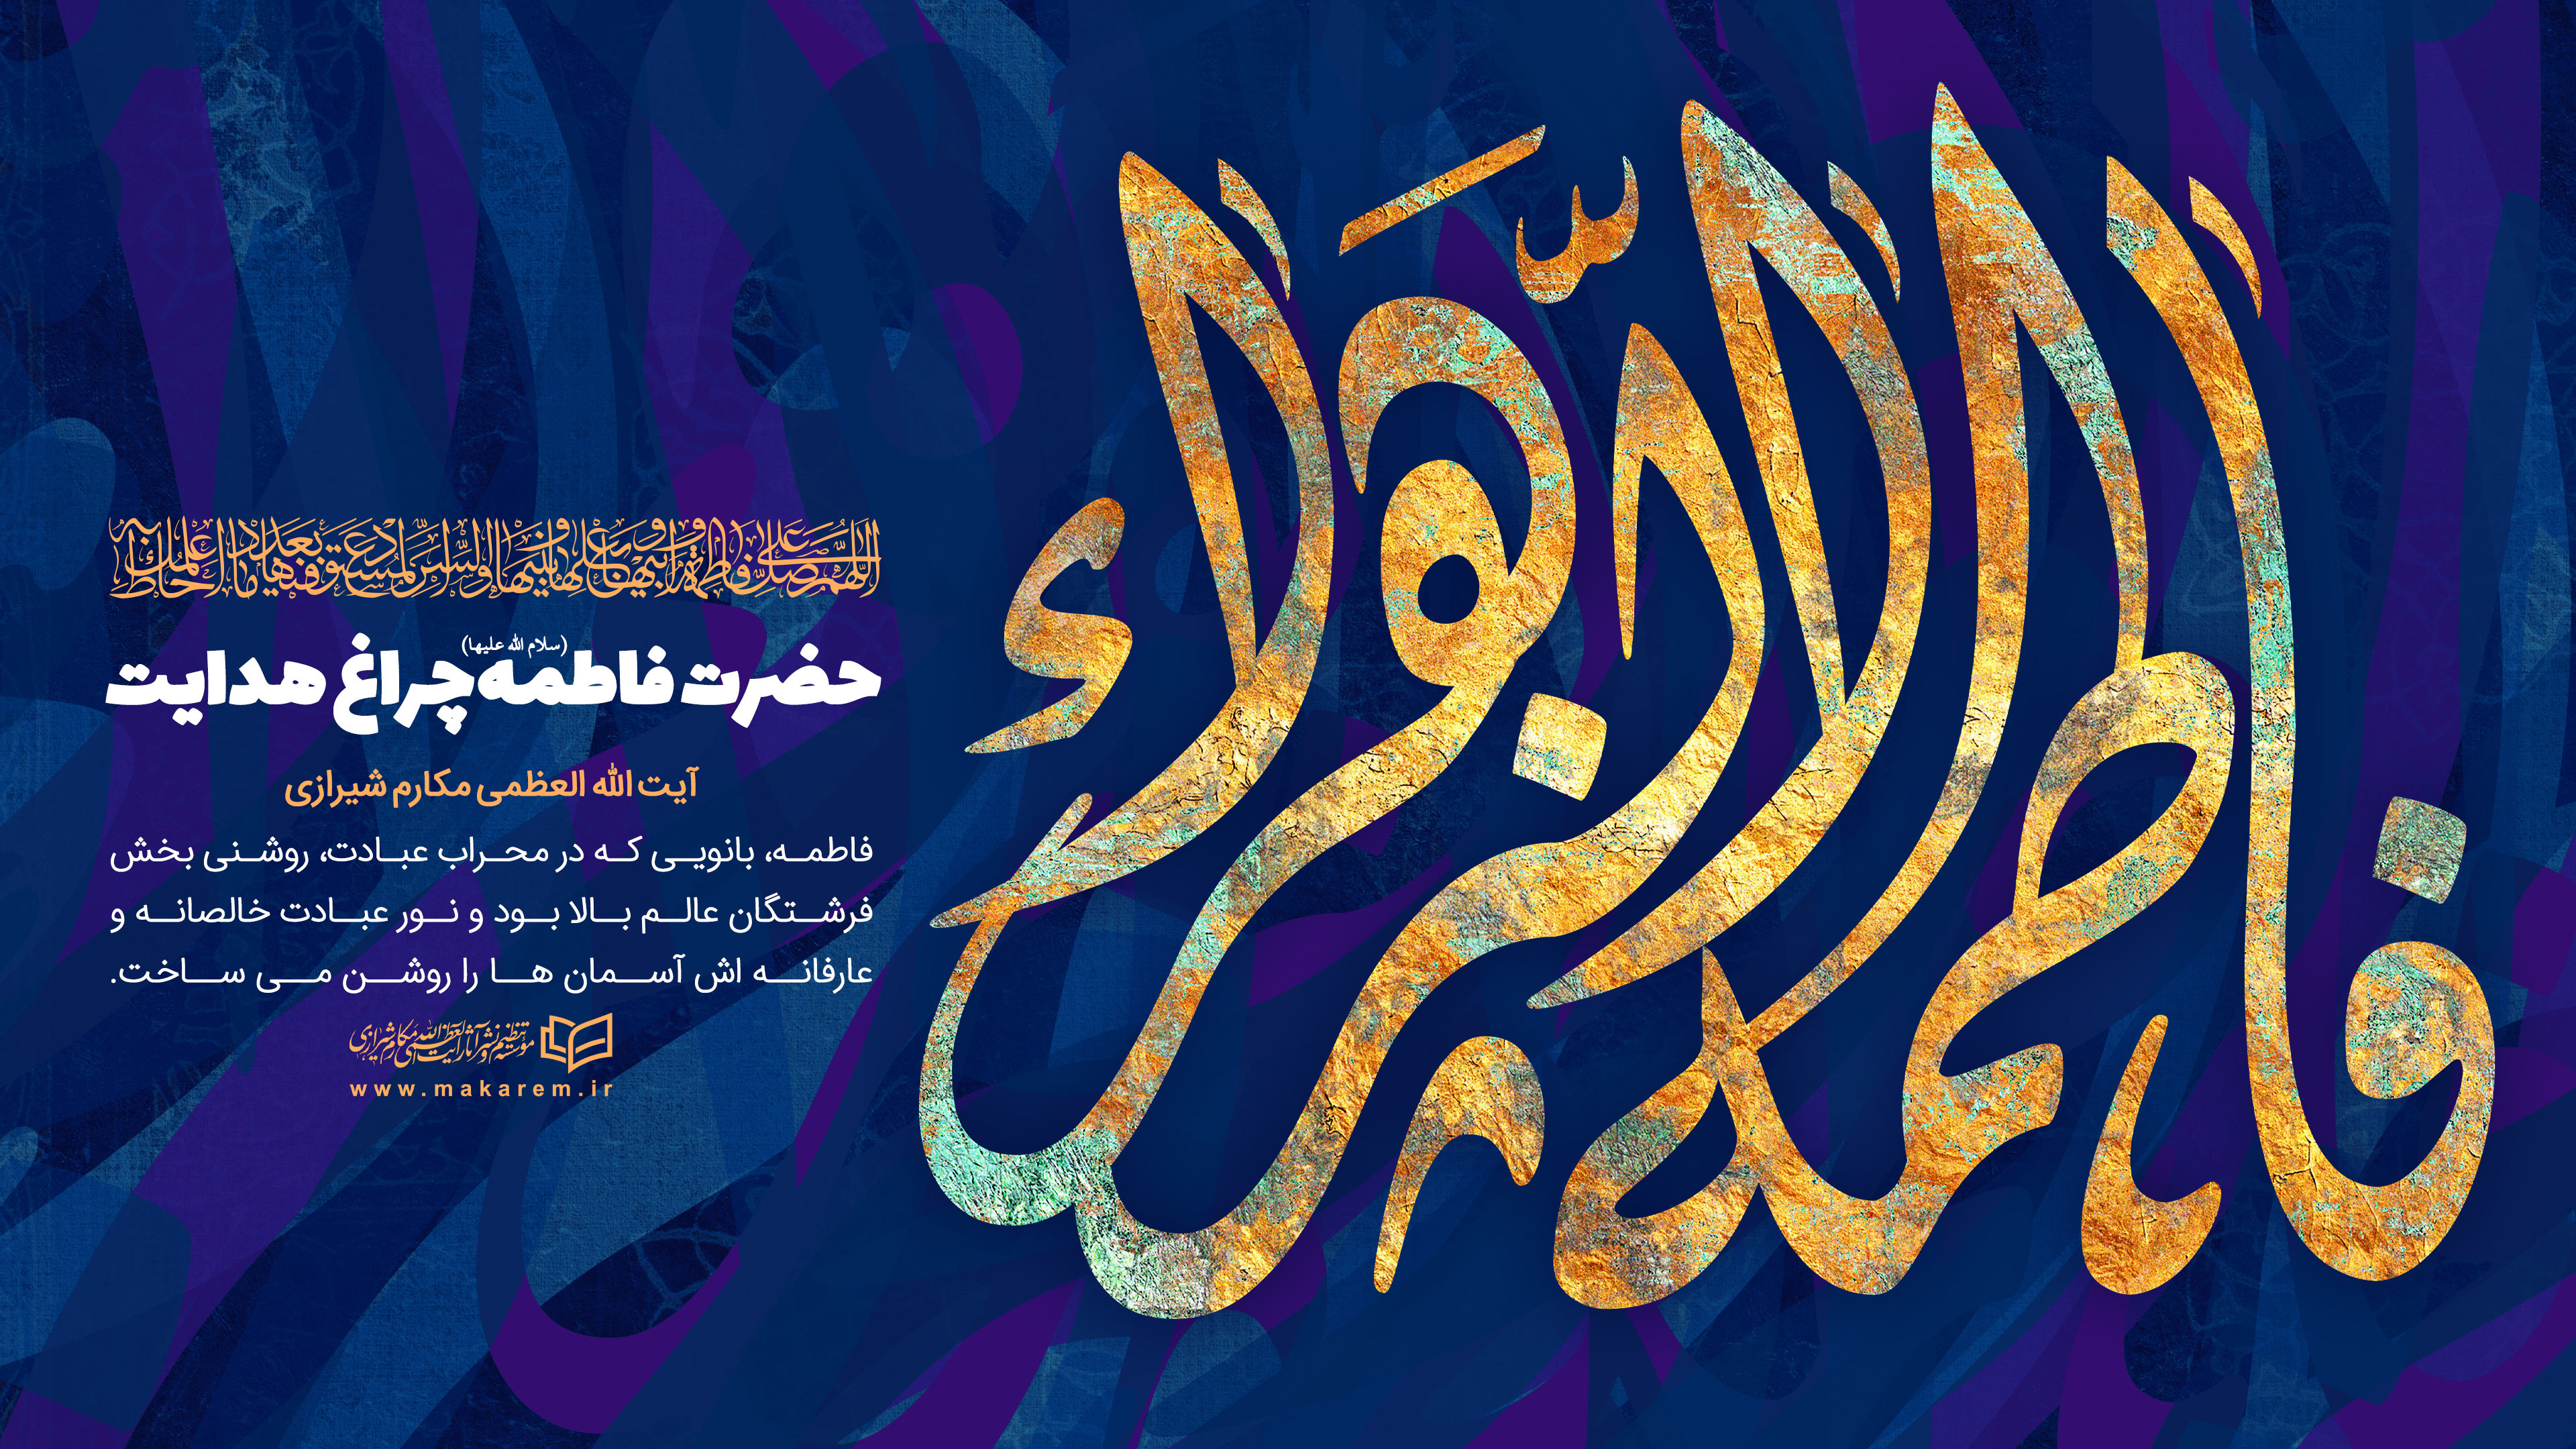 فاطمة الزهراء
اللهم صل علی فاطمة و ابیها و بعلها و بنیها و السر المستودع فیها بعدد ما احاط به علمک
حضرت فاطمه (سلام الله علیها) چراغ هدایت
آیت الله العظمی مکارم شیرازی
فاطمه، بانویی که در محراب عبادت، روشنی بخش
فرشتگان عالم بالا بود و نور عبادت خالصانه و
عارفانه اش آسمان ها را روشن می ساخت.
موسسه تنظیم و نشر آثار آیت الله العظمی مکارم شیرازی
www.makarem.ir